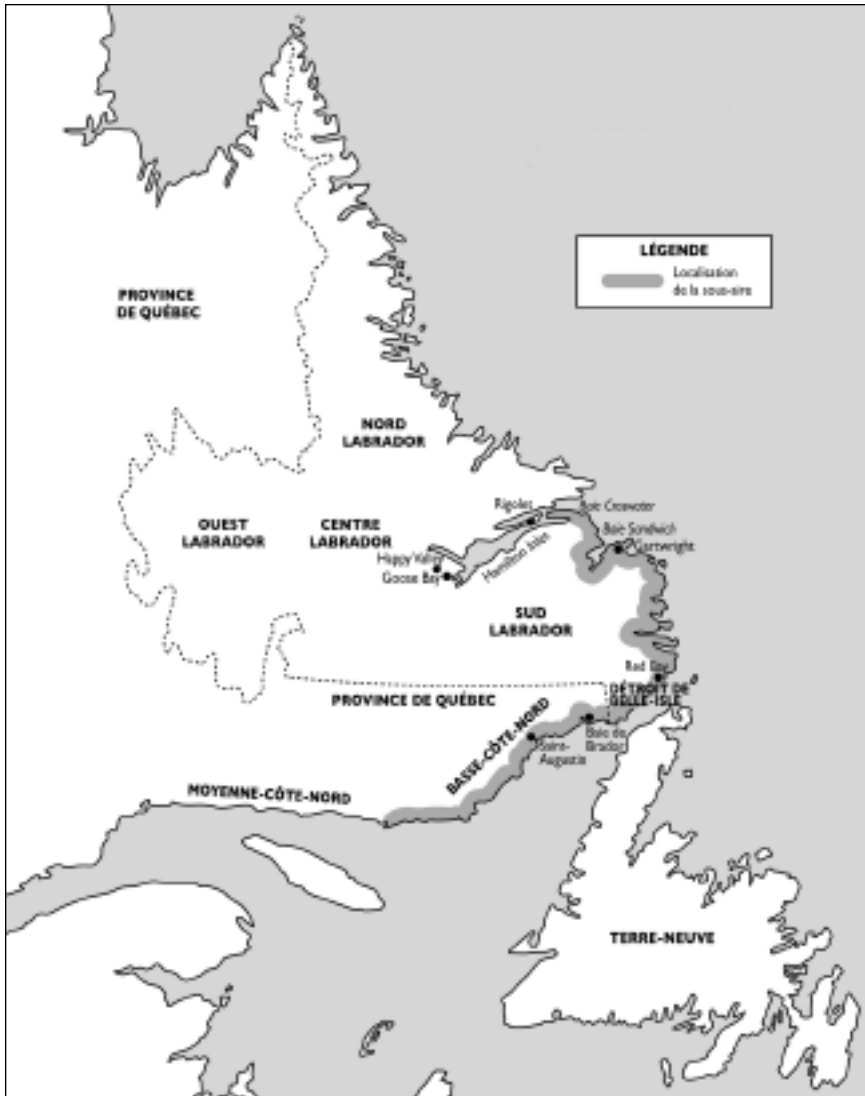 LÉGENDE
Localisation
de la sous-aire
PROVINCE
DE QUÉBEC
NORD
LABRADOR
OUEST
LABRADOR
CENTRE
LABRADOR
Rigolet
Baie Groswater
Baie Sandwich
Cartwright
Happy Valley
Goose Bay
Hamilton Inlet
SUD
LABRADOR
Red Bay
PROVINCE DE QUÉBEC
DÉTROIT DE
BELLE-ISLE
BASSE-CÔTE-NORD
Baie de
Brador
Saint-
Augustin
MOYENNE-CÔTE-NORD
TERRE-NEUVE